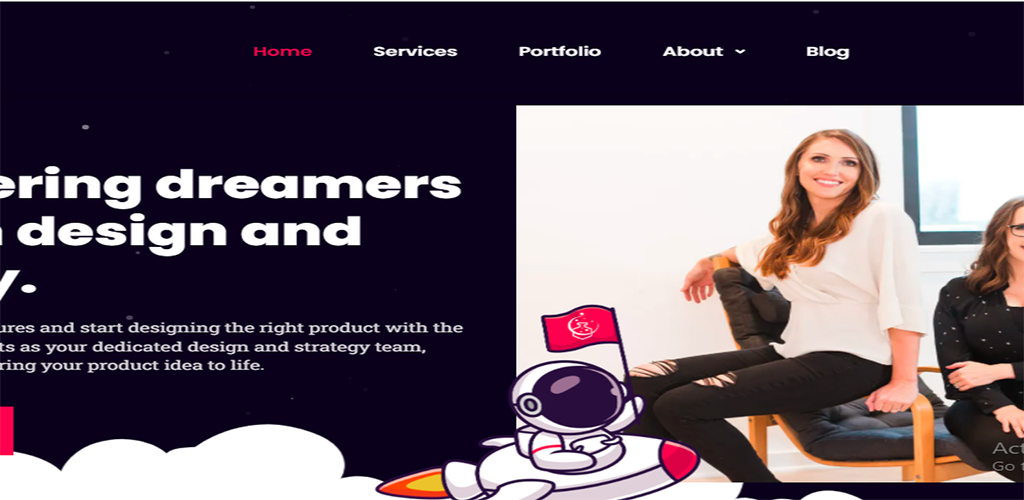 Home Services Portfolio About Blog
ering dreamers
design and
y.
ures and start designing the right product with the
ts as your dedicated design and strategy team,
ring your product idea to life.
Act
Go t